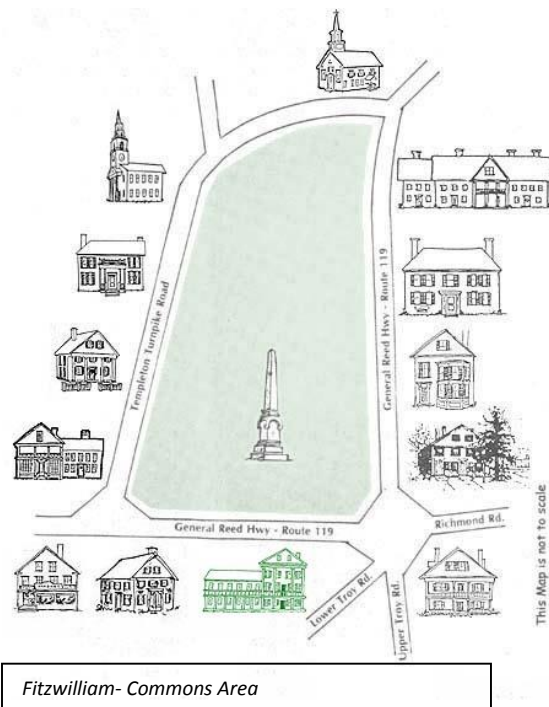 Templeton Turnpike Road
General Reed Hwy - Route 119
General Reed Hwy - Route 119
Richmond Rd.
Lower Troy Rd.
Upper Troy Rd.
This Map is not to scale
Fitzwilliam- Commons Area